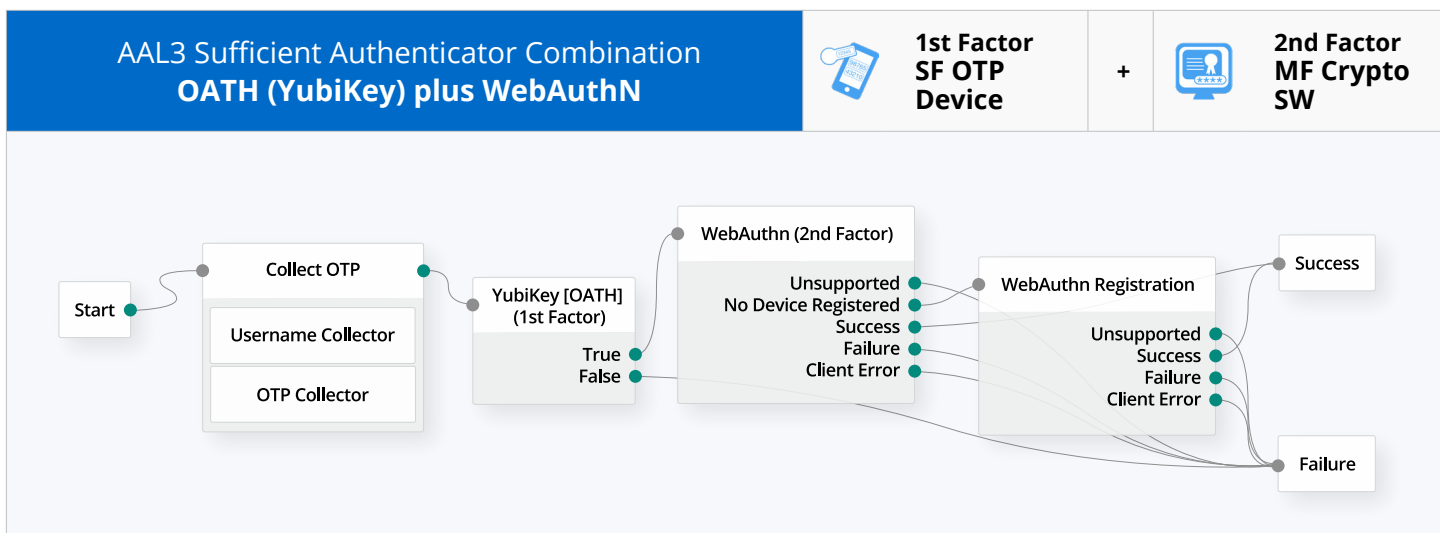 AAL3 Sufficient Authenticator Combination
OATH (YubiKey) plus WebAuthN
1st Factor
SF OTP
Device
+
2nd Factor
MF Crypto
SW
Start
Collect OTP
Username Collector
OTP Collector
YubiKey [OATH]
(1st Factor)
True
False
WebAuthn (2nd Factor)
Unsupported
No Device Registered
Success
Failure
Client Error
WebAuthn Registration
Unsupported
Success
Failure
Client Error
Success
Failure